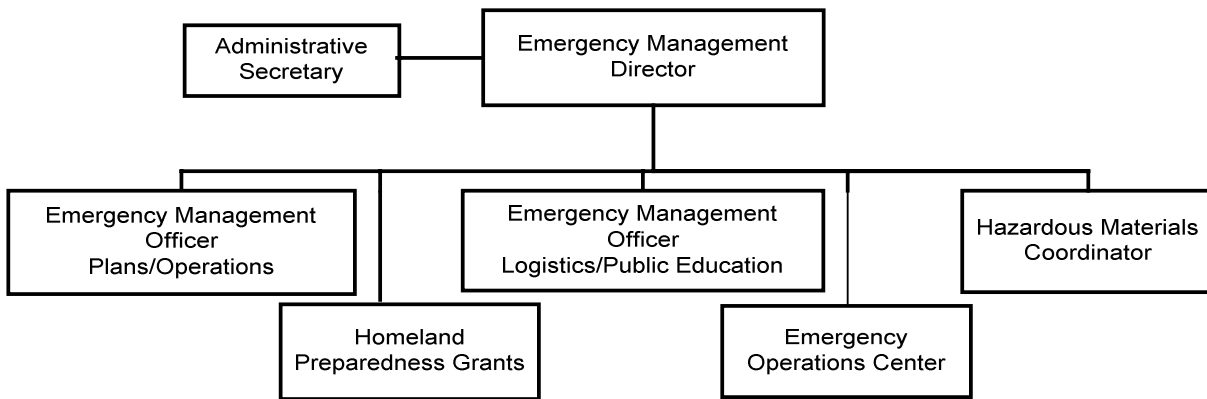 Administrative
Secretary
Emergency Management
Director
Emergency Management
Officer
Plans/Operations
Emergency Management
Officer
Logistics/Public Education
Hazardous Materials
Coordinator
Homeland
Preparedness Grants
Emergency
Operations Center